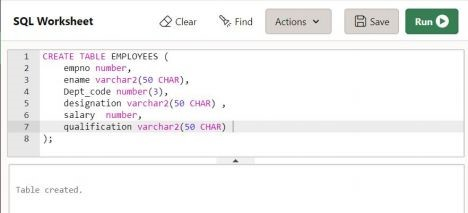 SQL Worksheet Clear Find Actions Save Run
1 CREATE TABLE EMPLOYEES (
2 empno number,
3 ename varchar2(50 CHAR),
4 Dept_code number(3),
5 designation varchar2(50 CHAR) ,
6 salary  number,
7 qualification varchar2(50 CHAR)
8 );
Table created.